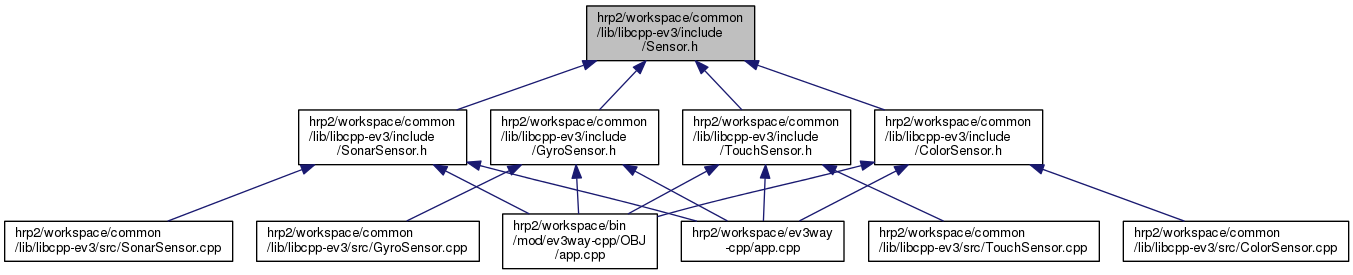 hrp2/workspace/common
/lib/libcpp-ev3/include
/Sensor.h
hrp2/workspace/common
/lib/libcpp-ev3/include
/SonarSensor.h
hrp2/workspace/common
/lib/libcpp-ev3/include
/GyroSensor.h
hrp2/workspace/common
/lib/libcpp-ev3/include
/TouchSensor.h
hrp2/workspace/common
/lib/libcpp-ev3/include
/ColorSensor.h
hrp2/workspace/common
/lib/libcpp-ev3/src/SonarSensor.cpp
hrp2/workspace/common
/lib/libcpp-ev3/src/GyroSensor.cpp
hrp2/workspace/bin
/mod/ev3way-cpp/OBJ
/app.cpp
hrp2/workspace/ev3way
-cpp/app.cpp
hrp2/workspace/common
/lib/libcpp-ev3/src/TouchSensor.cpp
hrp2/workspace/common
/lib/libcpp-ev3/src/ColorSensor.cpp